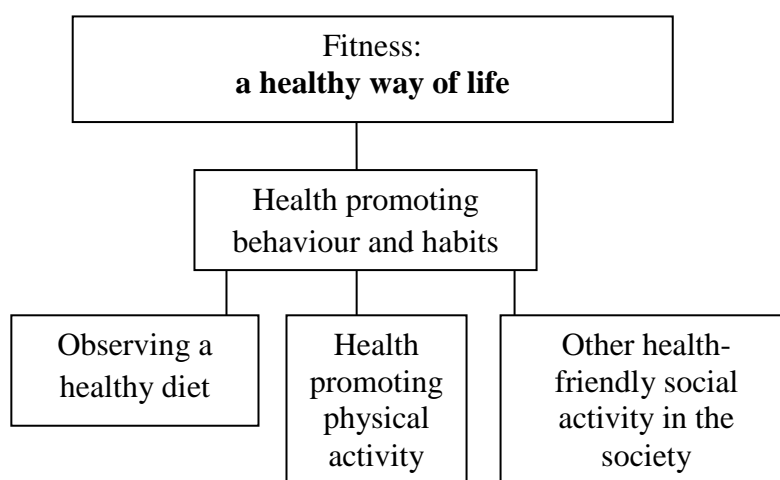 Fitness:
a healthy way of life
Health promoting
behaviour and habits
Observing a
healthy diet
Health
promoting
physical
activity
Other health-
friendly social
activity in the
society